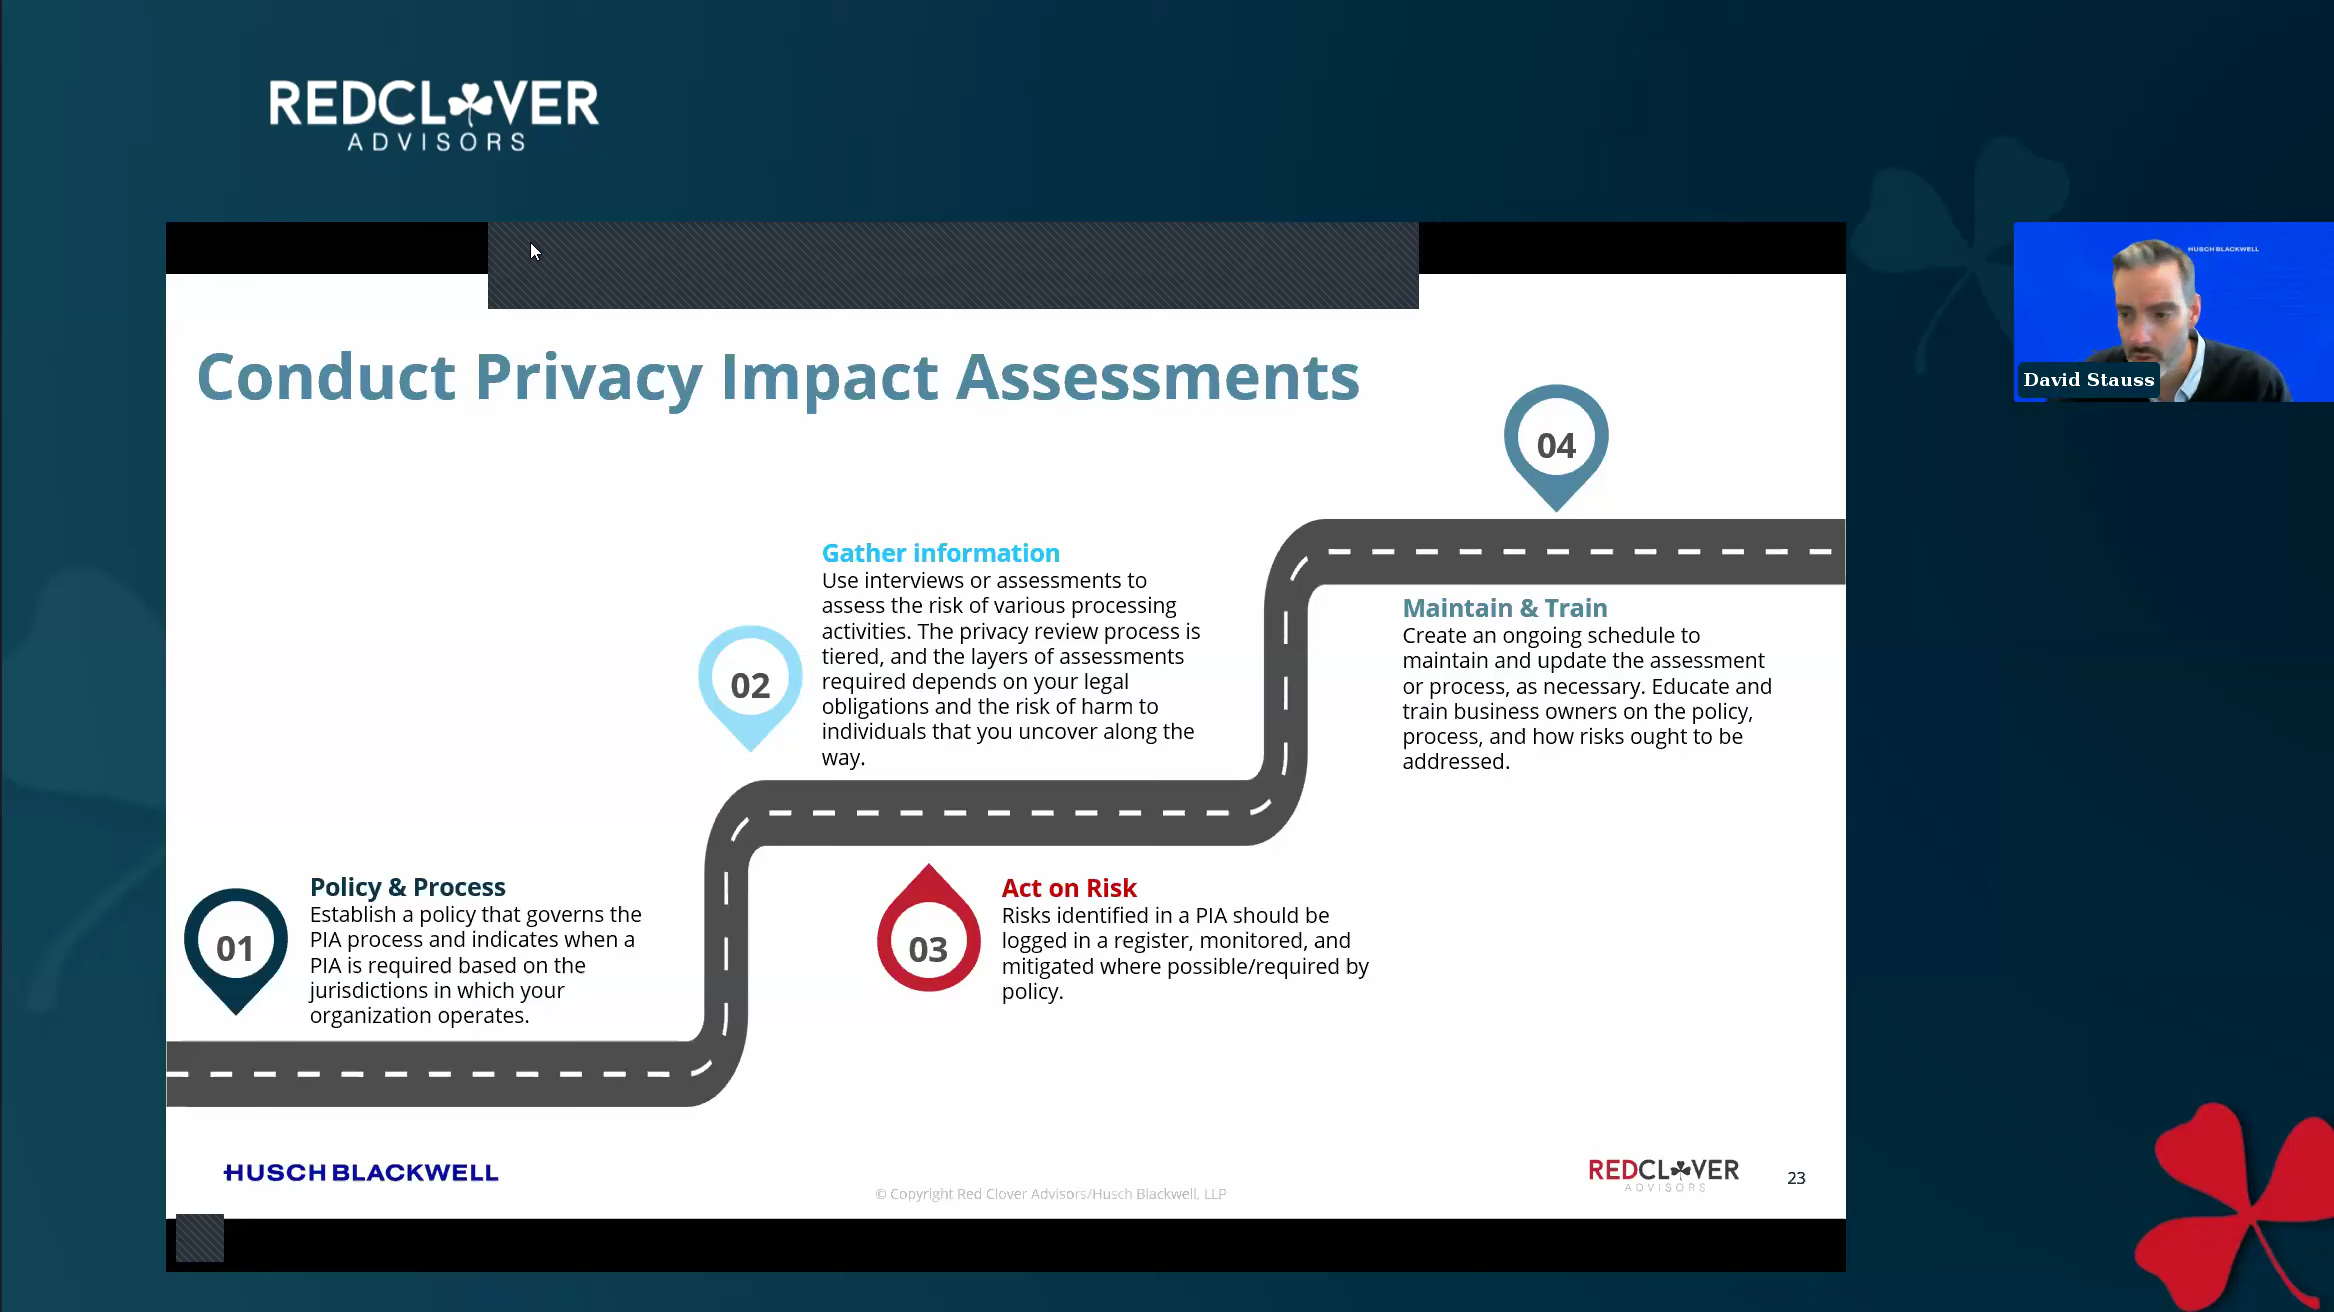 REDCLOVER
ADVISORS
HUSCH BLACKWELL
David Stauss
Conduct Privacy Impact Assessments
01
Policy & Process
Establish a policy that governs the
PIA process and indicates when a
PIA is required based on the
jurisdictions in which your
organization operates.
02
Gather information
Use interviews or assessments to
assess the risk of various processing
activities. The privacy review process is
tiered, and the layers of assessments
required depends on your legal
obligations and the risk of harm to
individuals that you uncover along the
way.
03
Act on Risk
Risks identified in a PIA should be
logged in a register, monitored, and
mitigated where possible/required by
policy.
04
Maintain & Train
Create an ongoing schedule to
maintain and update the assessment
or process, as necessary. Educate and
train business owners on the policy,
process, and how risks ought to be
addressed.
HUSCH BLACKWELL
© Copyright Red Clover Advisors/Husch Blackwell, LLP
REDCLOVER
ADVISORS
23